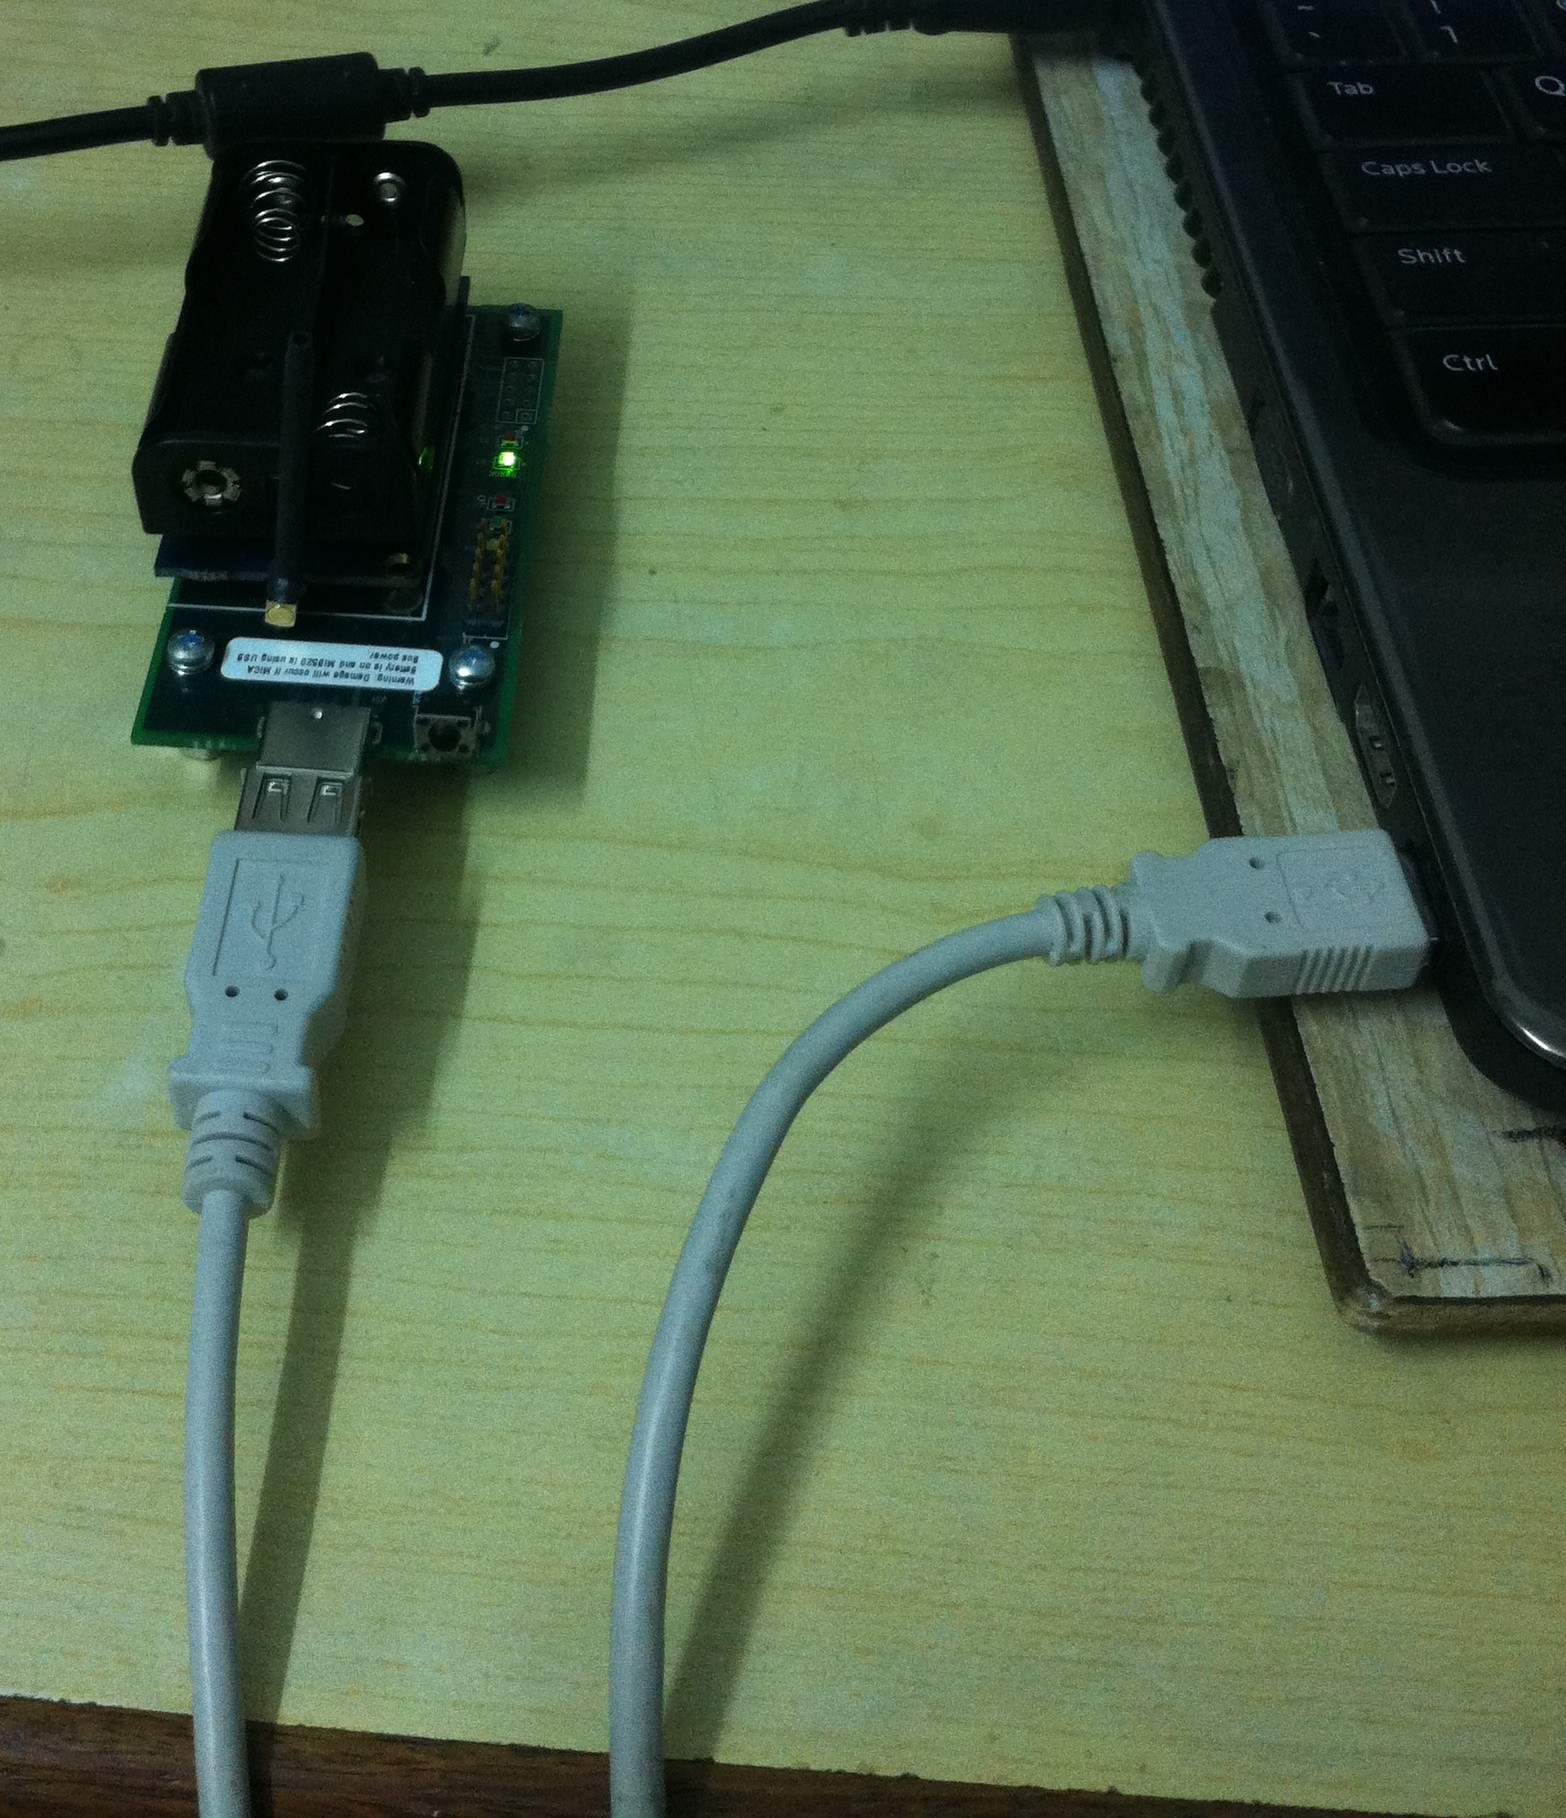 ~
`
!
1
Tab
Q
Caps Lock
Shift
Ctrl
Warning: Damage will occur if MICA
Battery is on and MIB520 is using USB
Bus power.